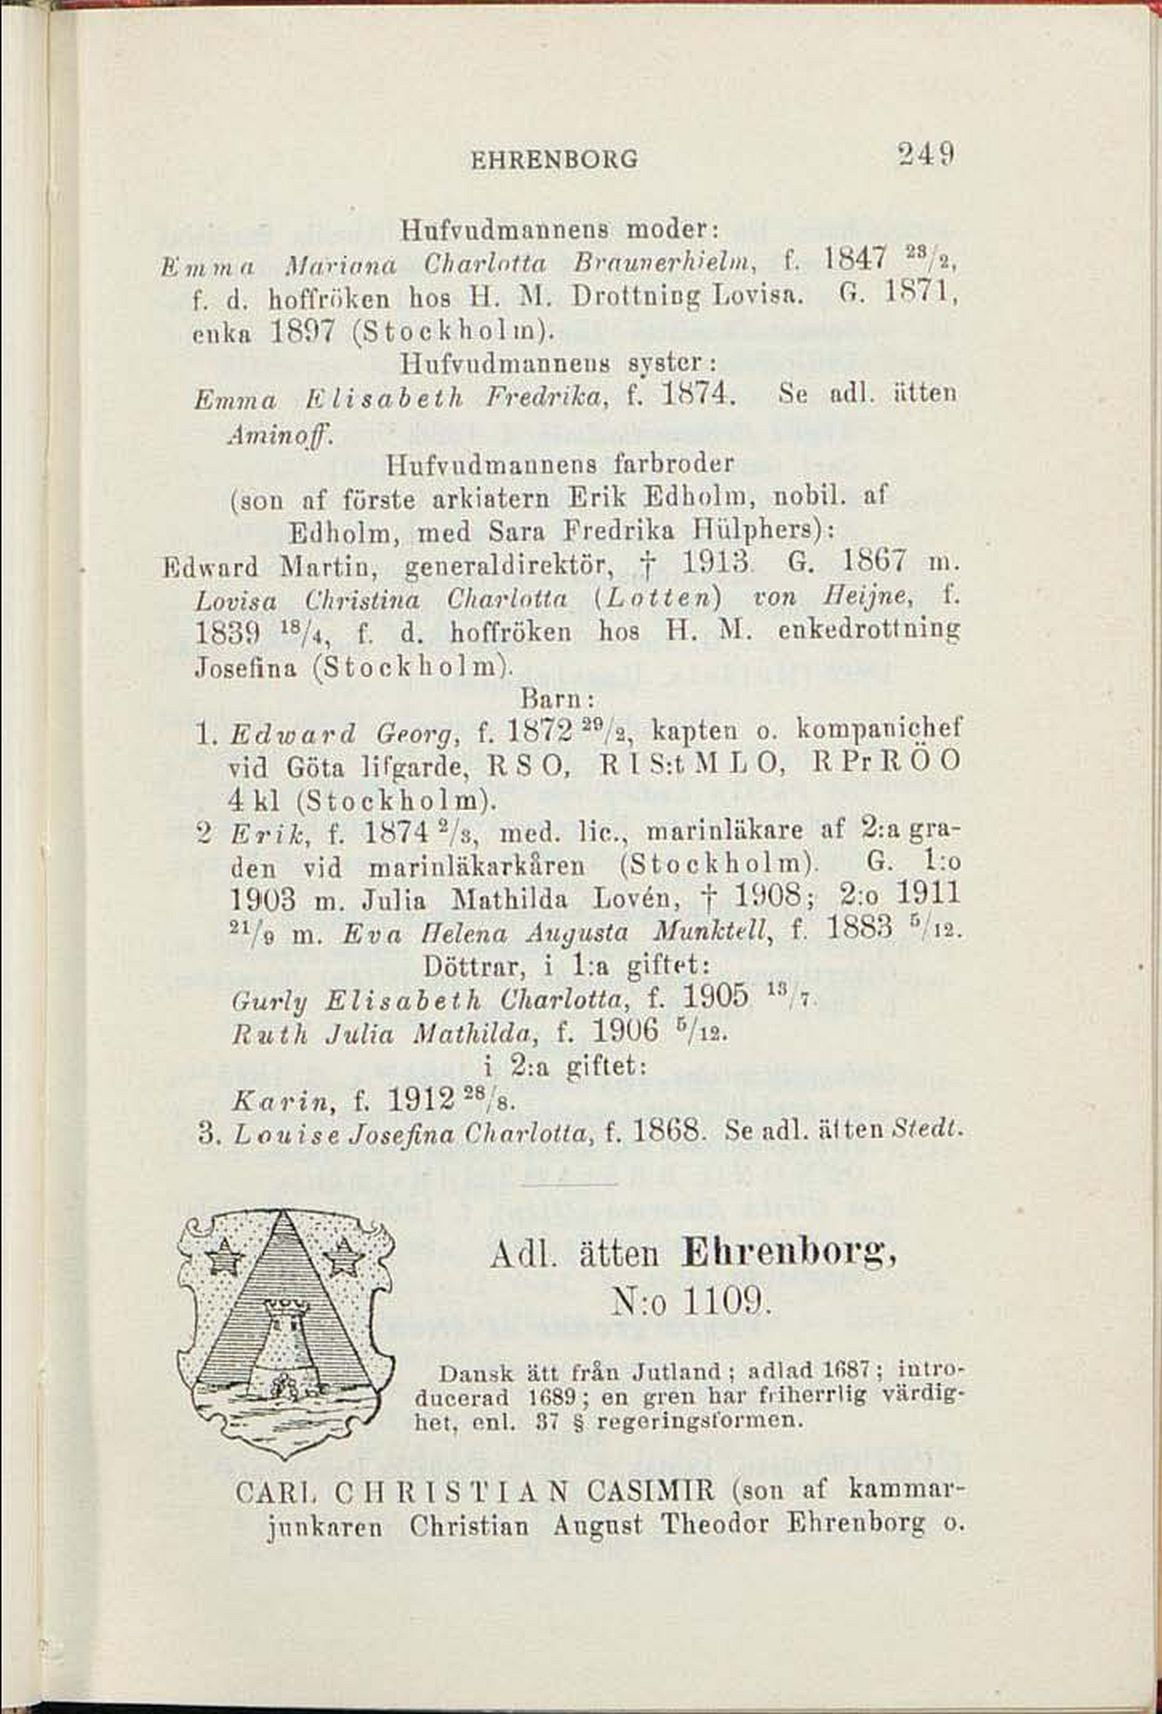 EHRENBORG 249
Hufvudmannens moder:
Emma Mariana Charlotta Braunerhielm, f. 1847 23/2,
f. d. hoffröken hos H. M. Drottning Lovisa. G. 1871,
enka 1897 (Stockholm).
Hufvudmannens syster:
Emma Elisabeth Fredrika, f. 1874. Se adl. ätten
Aminoff.
Hufvudmannens farbroder
(son af förste arkiatern Erik Edholm, nobil. af
Edholm, med Sara Fredrika Hülphers):
Edward Martin, generaldirektör, † 1913. G. 1867 m.
Lovisa Christina Charlotta (Lotten) von Heijne, f.
1839 18/4, f. d. hoffröken hos H. M. enkedrottning
Josefina (Stockholm).
Barn:
1. Edward Georg, f. 1872 29/2, kapten o. kompanichef
vid Göta lifgarde, R S O, R I S:t M L O, R Pr R Ö O
4 kl (Stockholm).
2 Erik, f. 1874 2/3, med. lic., marinläkare af 2:a gra-
den vid marinläkarkåren (Stockholm). G. 1:o
1903 m. Julia Mathilda Lovén, † 1908; 2:o 1911
21/9 m. Eva Helena Augusta Munktell, f. 1883 5/12.
Döttrar, i 1:a giftet:
Gurly Elisabeth Charlotta, f. 1905 13/7.
Ruth Julia Mathilda, f. 1906 5/12.
i 2:a giftet:
Karin, f. 1912 28/8.
3. Louise Josefina Charlotta, f. 1868. Se adl. ätten Stedt.
Adl. ätten Ehrenborg,
N:o 1109.
Dansk ätt från Jutland; adlad 1687; intro-
ducerad 1689; en gren har friherrlig värdig-
het, enl. 37 § regeringsformen.
CARL CHRISTIAN CASIMIR (son af kammar-
junkaren Christian August Theodor Ehrenborg o.